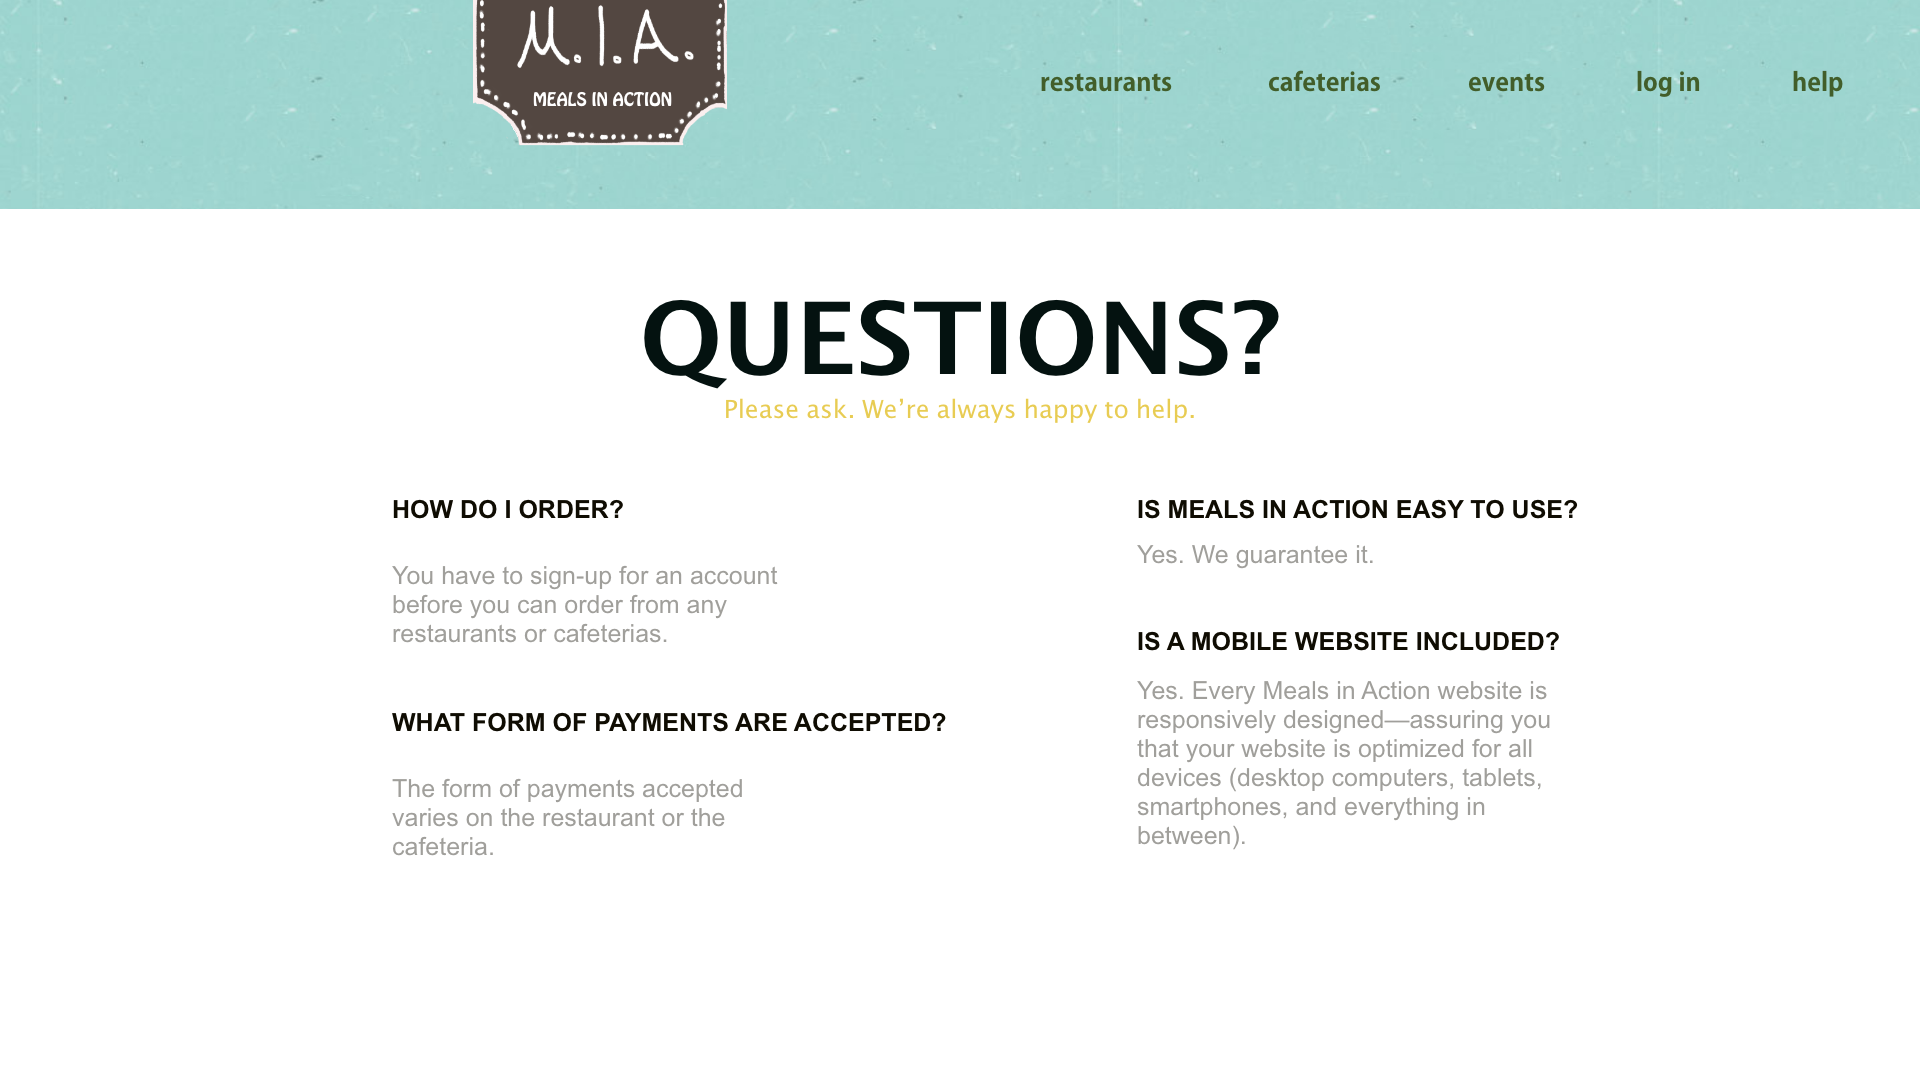 M.I.A.
MEALS IN ACTION
restaurants
cafeterias
events
log in
help
QUESTIONS?
Please ask. We’re always happy to help.
HOW DO I ORDER?
You have to sign-up for an account
before you can order from any
restaurants or cafeterias.
WHAT FORM OF PAYMENTS ARE ACCEPTED?
The form of payments accepted
varies on the restaurant or the
cafeteria.
IS MEALS IN ACTION EASY TO USE?
Yes. We guarantee it.
IS A MOBILE WEBSITE INCLUDED?
Yes. Every Meals in Action website is
responsively designed—assuring you
that your website is optimized for all
devices (desktop computers, tablets,
smartphones, and everything in
between).